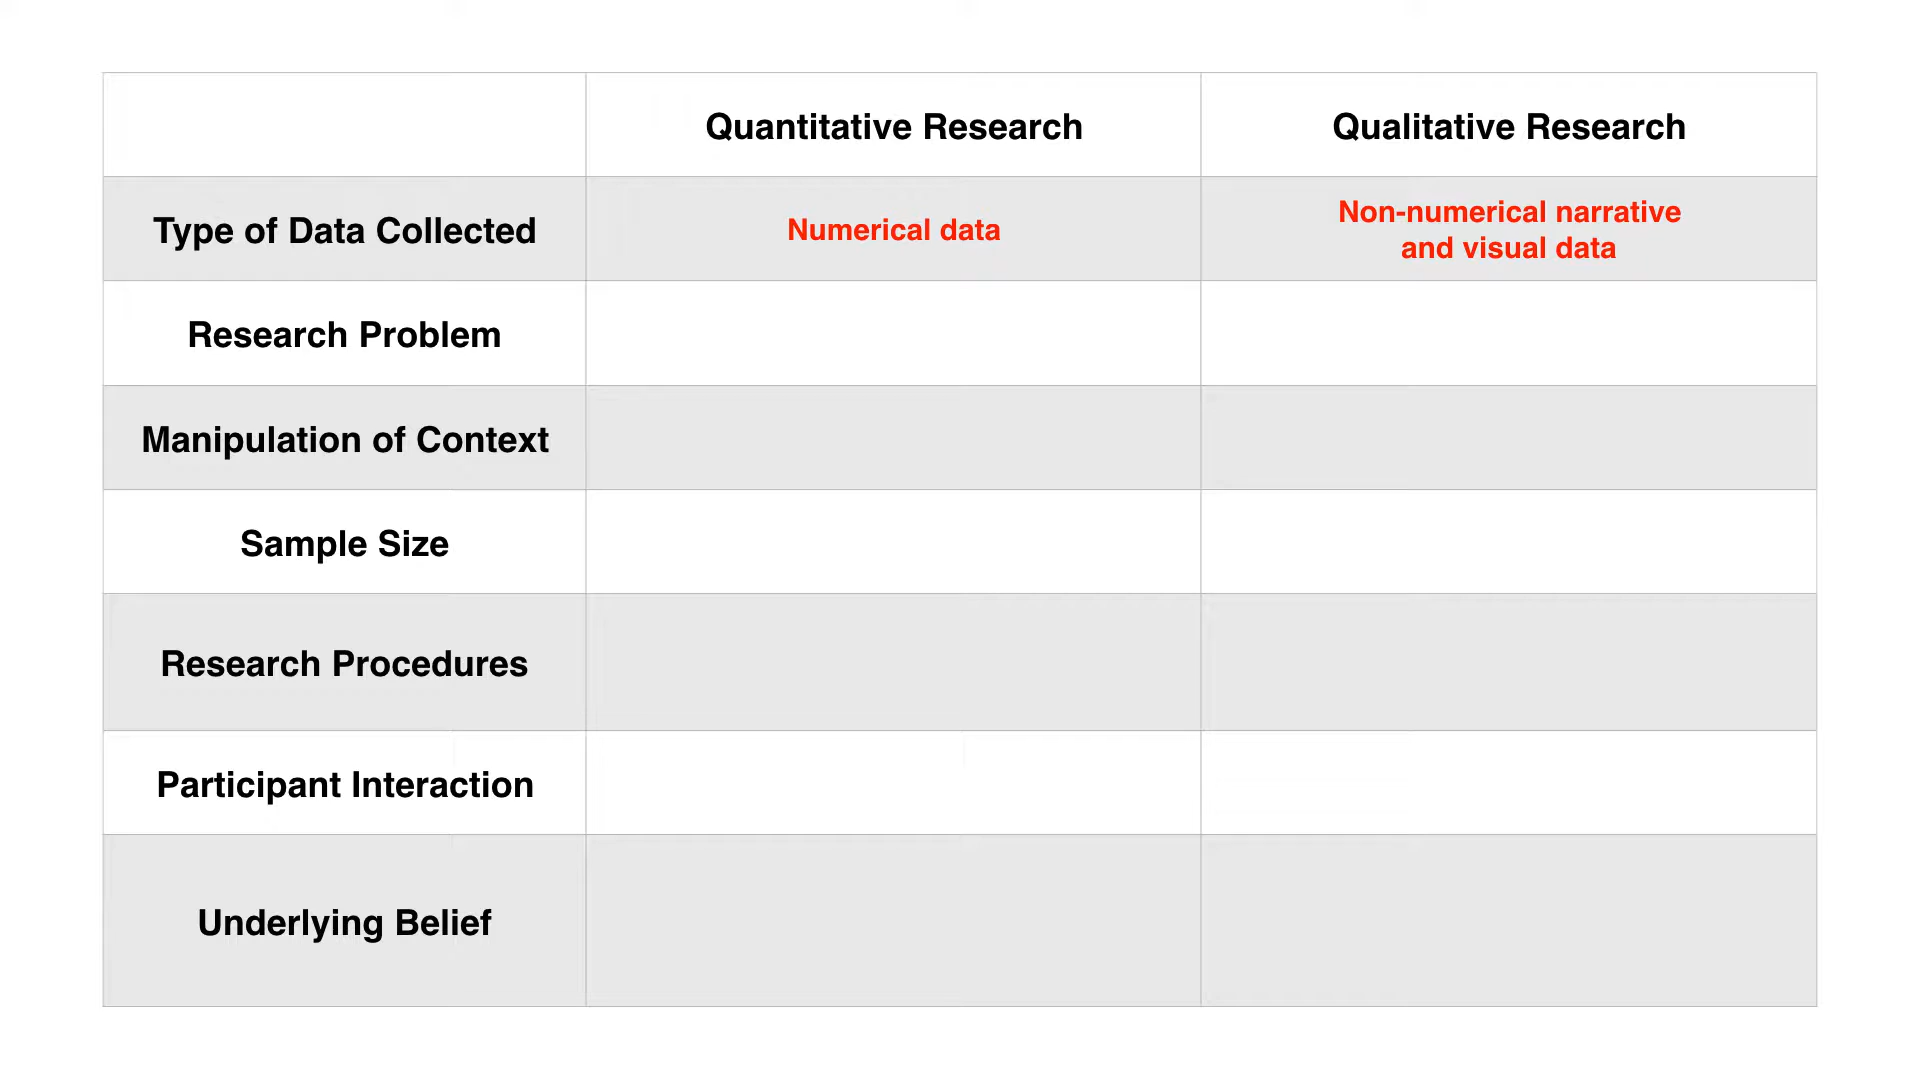 Quantitative Research
Qualitative Research
Type of Data Collected
Numerical data
Non-numerical narrative
and visual data
Research Problem
Manipulation of Context
Sample Size
Research Procedures
Participant Interaction
Underlying Belief